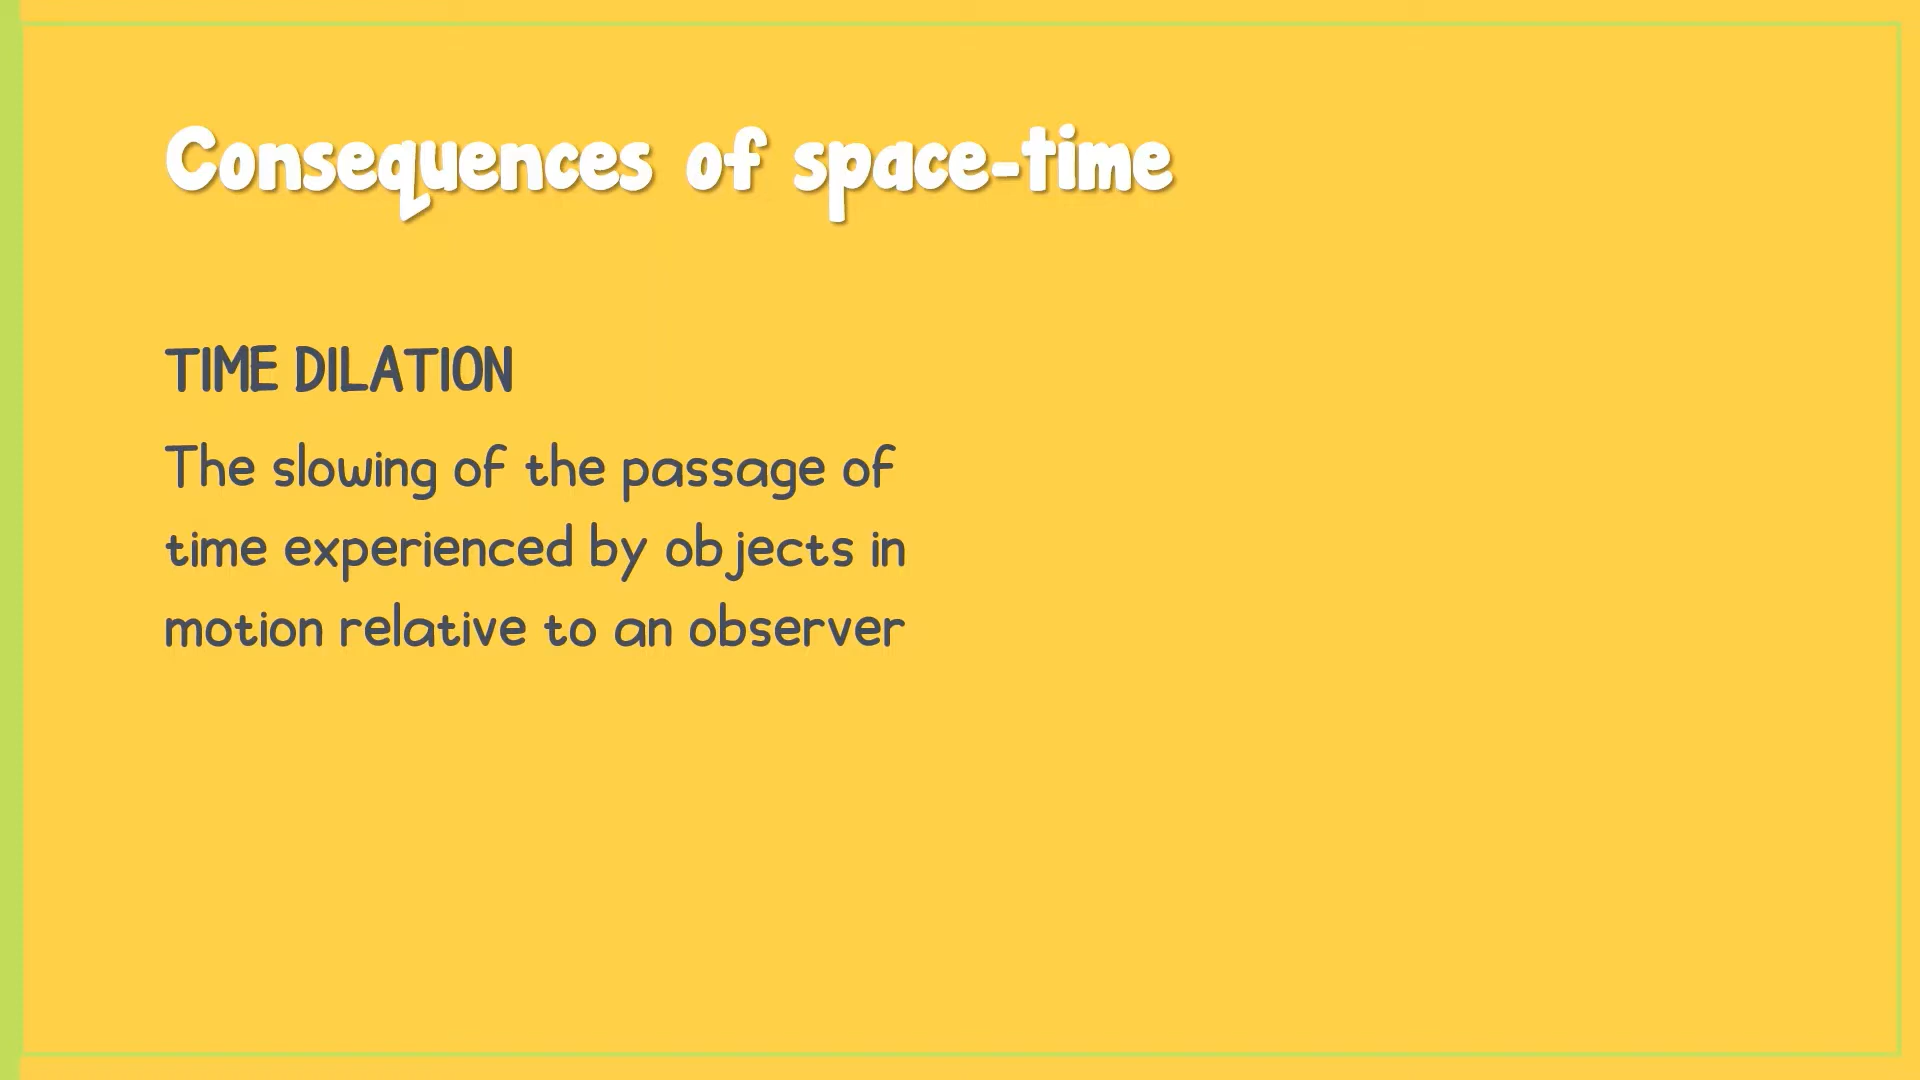 Consequences of space-time
TIME DILATION
The slowing of the passage of
time experienced by objects in
motion relative to an observer